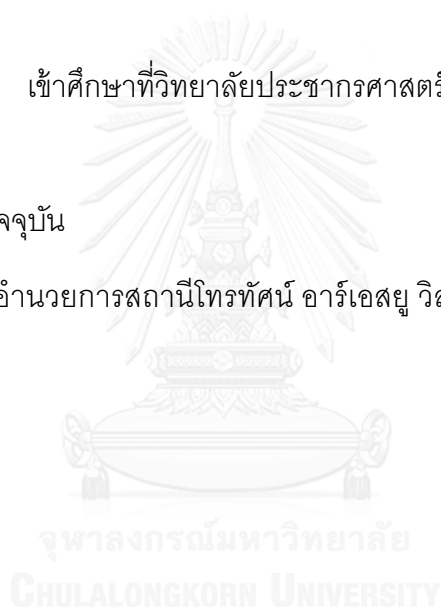 เข้าศึกษาที่วิทยาลัยประชากรศาสตร์
จจุบัน
อำนวยการสถานีโทรทัศน์ อาร์เอสยู วิส
จุฬาลงกรณ์มหาวิทยาลัย
CHULALONGKORN UNIVERSITY